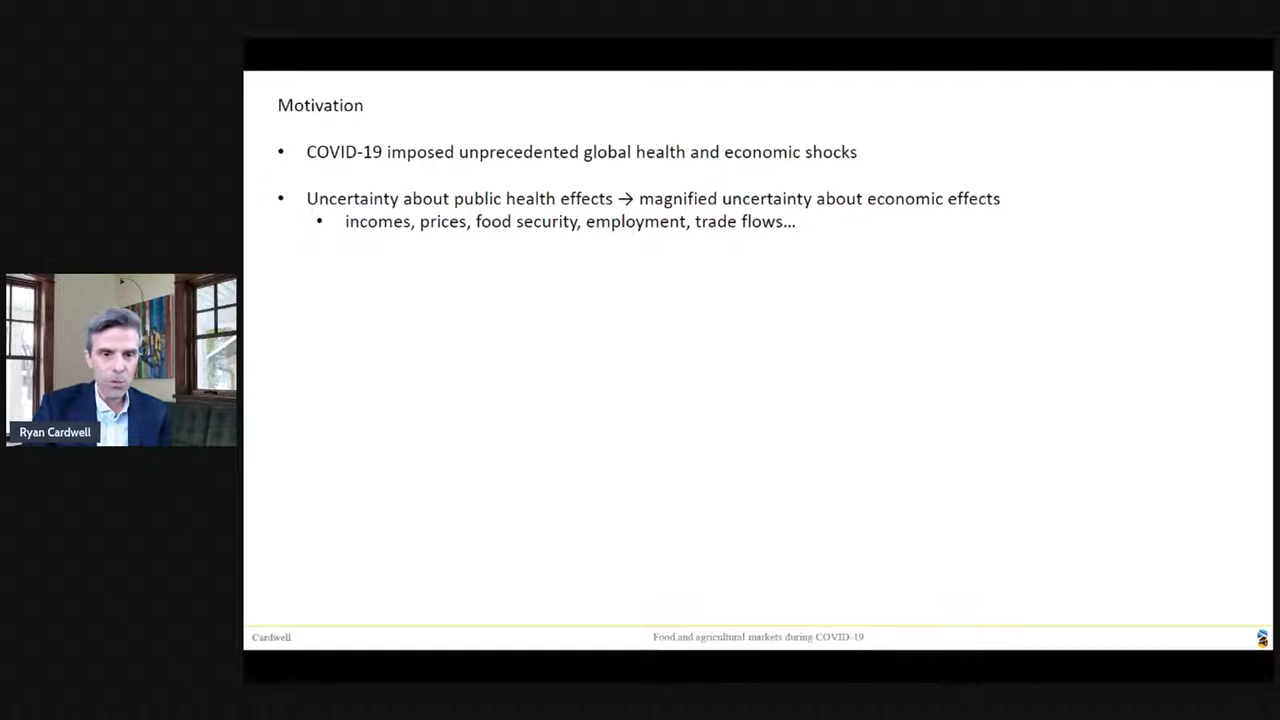 Motivation
• COVID-19 imposed unprecedented global health and economic shocks
• Uncertainty about public health effects → magnified uncertainty about economic effects
• incomes, prices, food security, employment, trade flows…
Ryan Cardwell
Cardwell
Food and agricultural markets during COVID-19